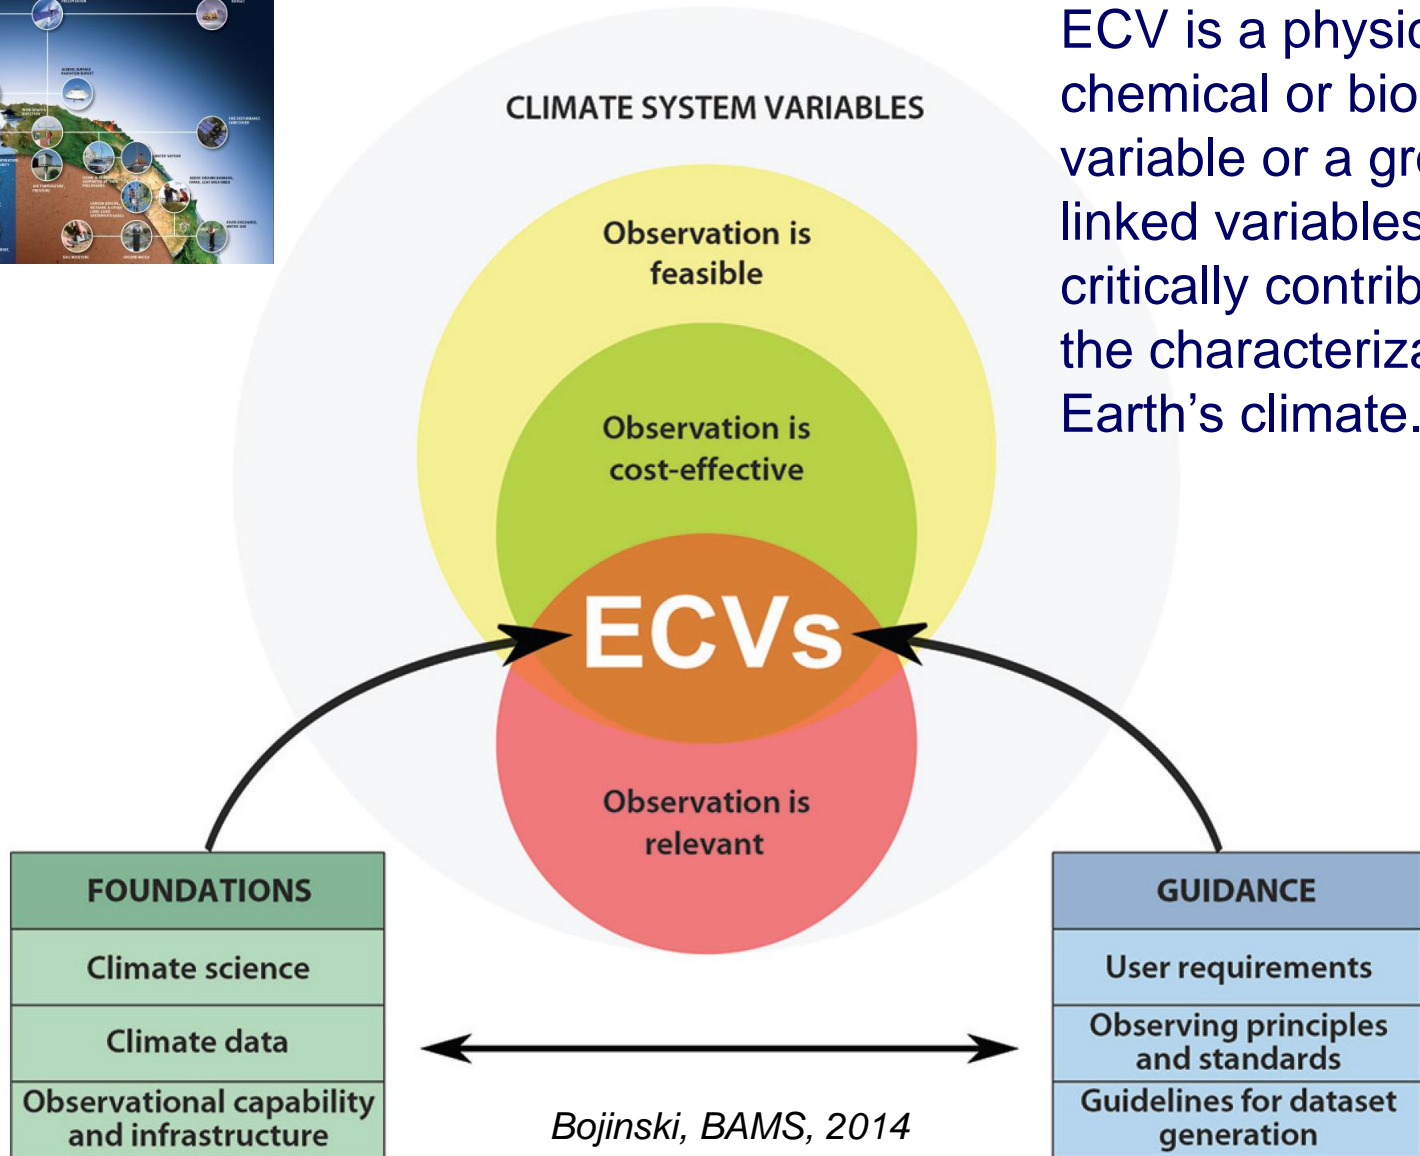 ECV is a physic
chemical or bio
variable or a gro
linked variables
critically contrib
the characteriza
Earth's climate.
CLIMATE SYSTEM VARIABLES
Observation is
feasible
Observation is
cost-effective
ECVs
Observation is
relevant
FOUNDATIONS
Climate science
Climate data
Observational capability
and infrastructure
GUIDANCE
User requirements
Observing principles
and standards
Guidelines for dataset
generation
Bojinski, BAMS, 2014